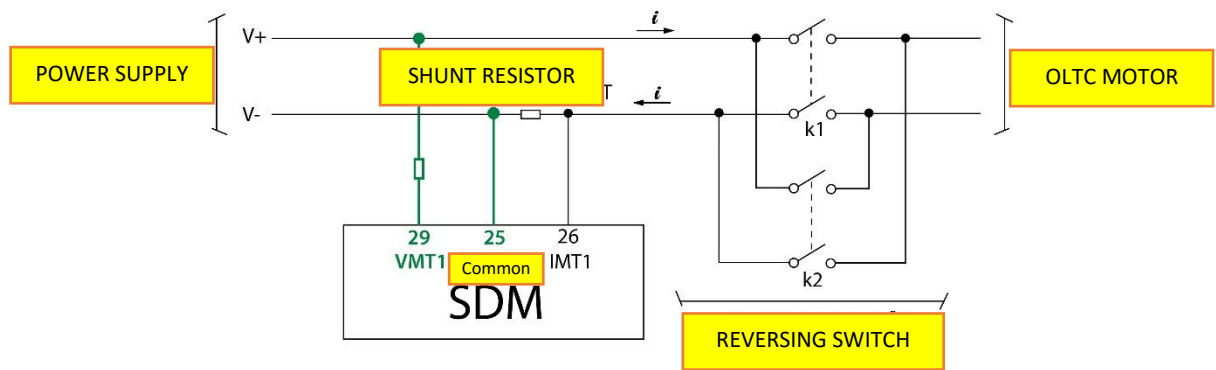 V+
i
POWER SUPPLY
SHUNT RESISTOR
T
OLTC MOTOR
V-
i
k1
29
25
26
VMT1
Common
IMT1
SDM
k2
REVERSING SWITCH